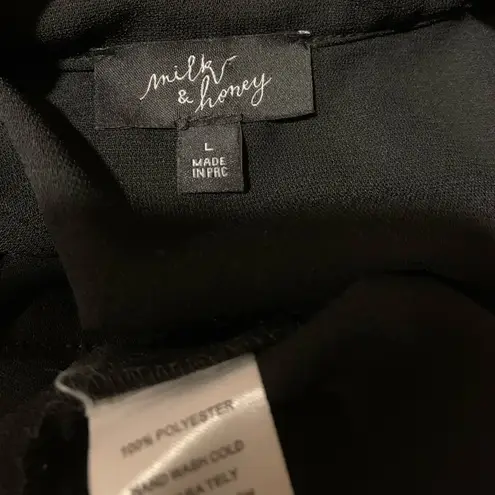 milk
& honey
L
MADE
IN PRC
100% POLYESTER
HAND WASH COLD